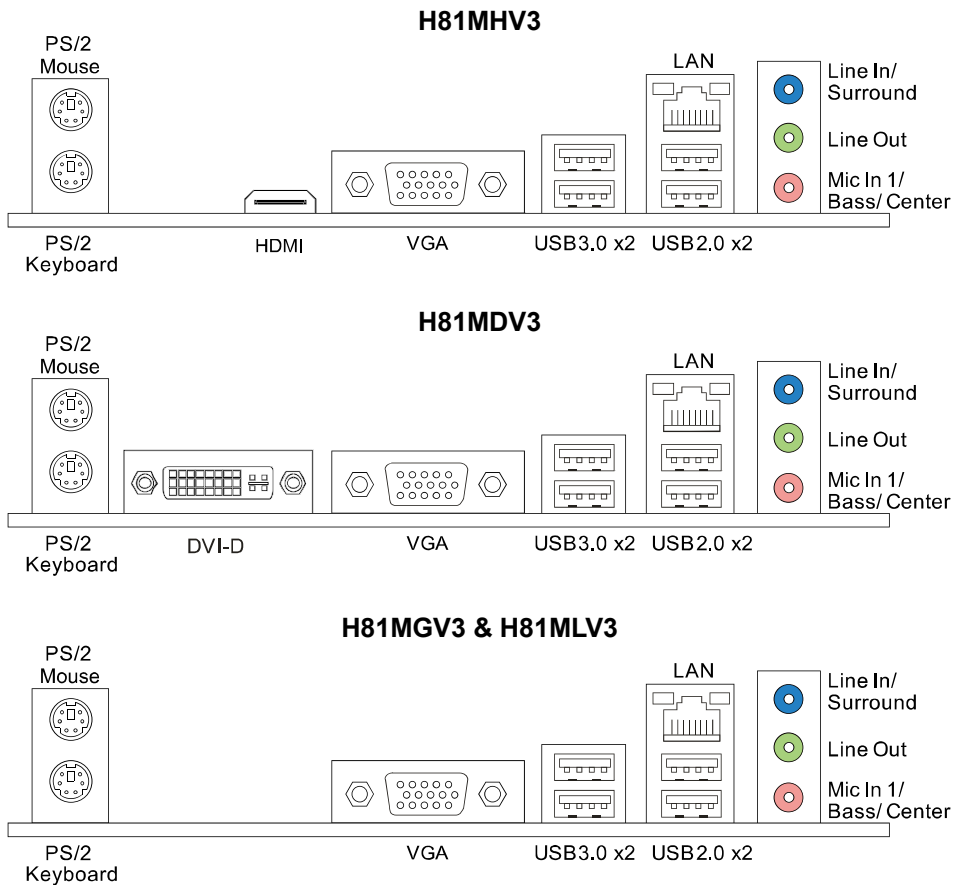 H81MHV3
PS/2
Mouse
LAN
Line In/
Surround
Line Out
Mic In 1/
Bass/ Center
PS/2
Keyboard
HDMI
VGA
USB3.0 x2
USB2.0 x2
H81MDV3
PS/2
Mouse
LAN
Line In/
Surround
Line Out
Mic In 1/
Bass/ Center
PS/2
Keyboard
DVI-D
VGA
USB3.0 x2
USB2.0 x2
H81MGV3 & H81MLV3
PS/2
Mouse
LAN
Line In/
Surround
Line Out
Mic In 1/
Bass/ Center
PS/2
Keyboard
VGA
USB3.0 x2
USB2.0 x2